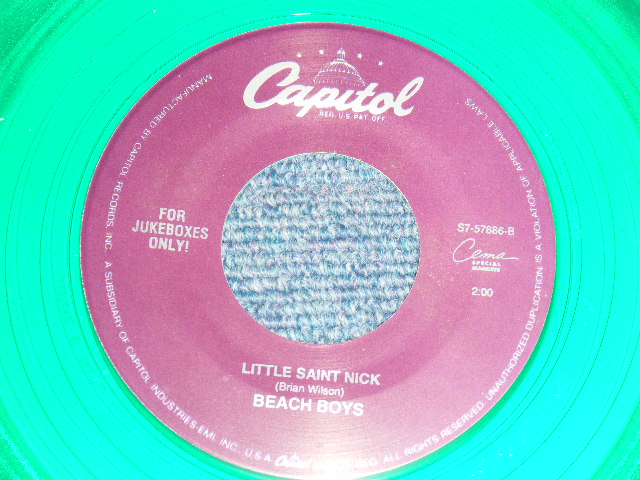 Capitol
REG. U.S. PAT. OFF.
FOR
JUKEBOXES
ONLY!
S7-57886-B
Cema
SPECIAL
MARKETS
2:00
LITTLE SAINT NICK
(Brian Wilson)
BEACH BOYS
MANUFACTURED BY CAPITOL RECORDS, INC. A SUBSIDIARY OF CAPITOL INDUSTRIES-EMI, INC., U.S.A.
ALL RIGHTS RESERVED. UNAUTHORIZED DUPLICATION IS A VIOLATION OF APPLICABLE LAWS